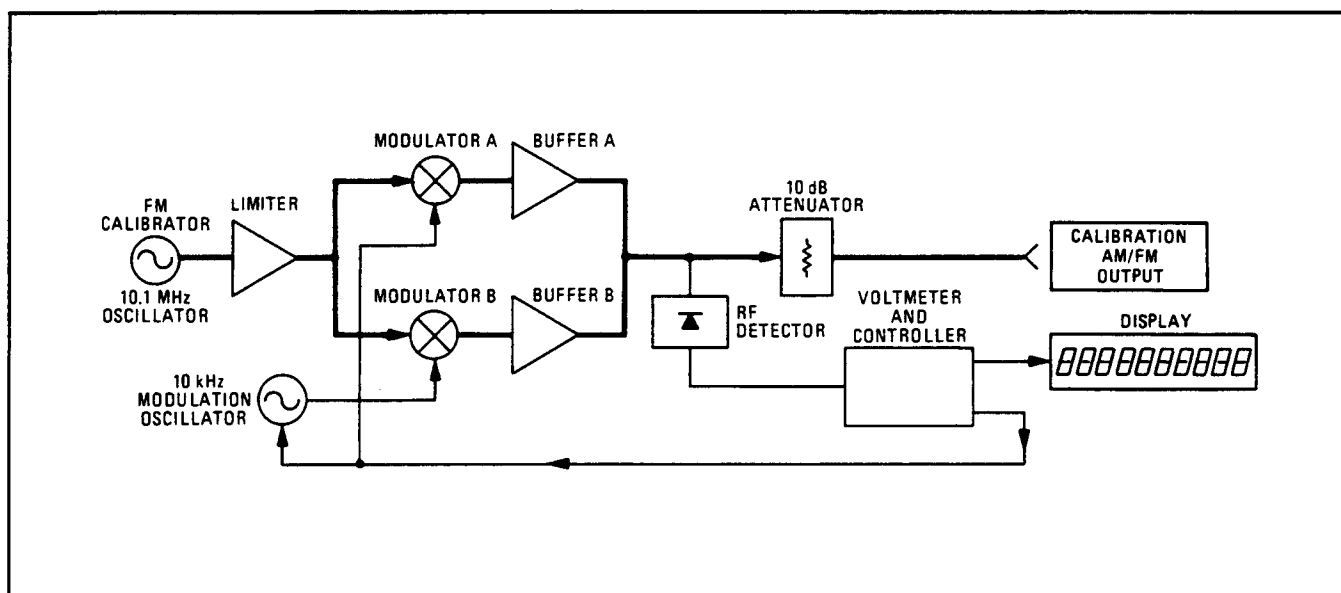 MODULATOR A
BUFFER A
FM
CALIBRATOR
LIMITER
10 dB
ATTENUATOR
CALIBRATION
AM/FM
OUTPUT
10.1 MHz
OSCILLATOR
MODULATOR B
BUFFER B
RF
DETECTOR
VOLTMETER
AND
CONTROLLER
DISPLAY
8888888888
10 kHz
MODULATION
OSCILLATOR